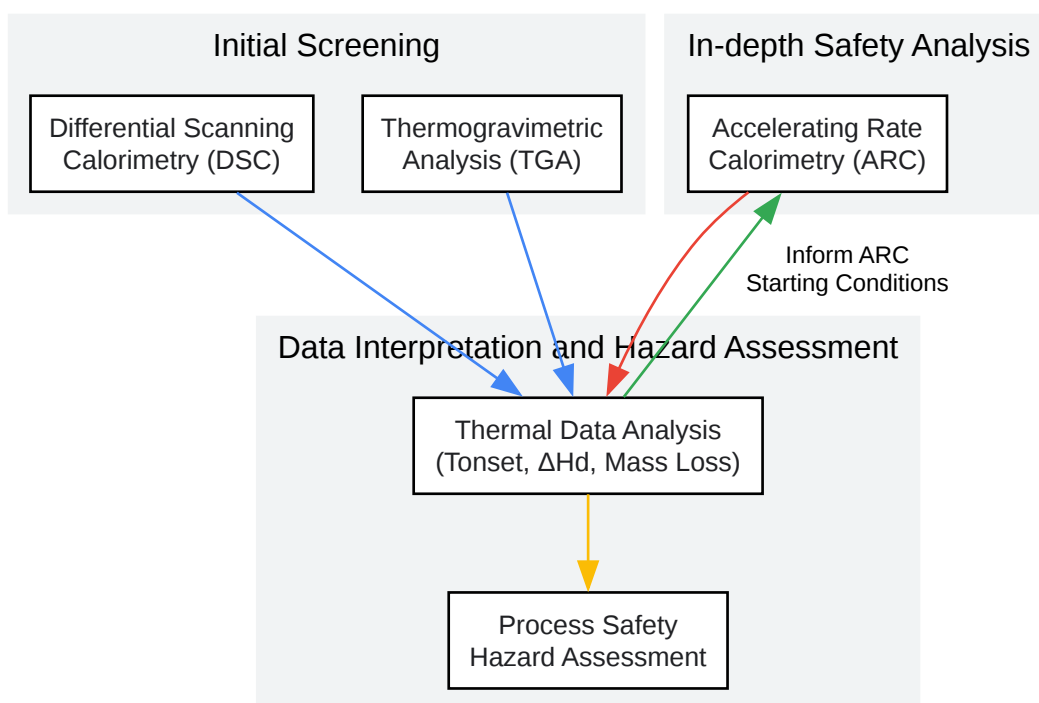 Initial Screening
In-depth Safety Analysis
Differential Scanning
Calorimetry (DSC)
Thermogravimetric
Analysis (TGA)
Accelerating Rate
Calorimetry (ARC)
Inform ARC
Starting Conditions
Data Interpretation and Hazard Assessment
Thermal Data Analysis
(Tonset, ΔHd, Mass Loss)
Process Safety
Hazard Assessment